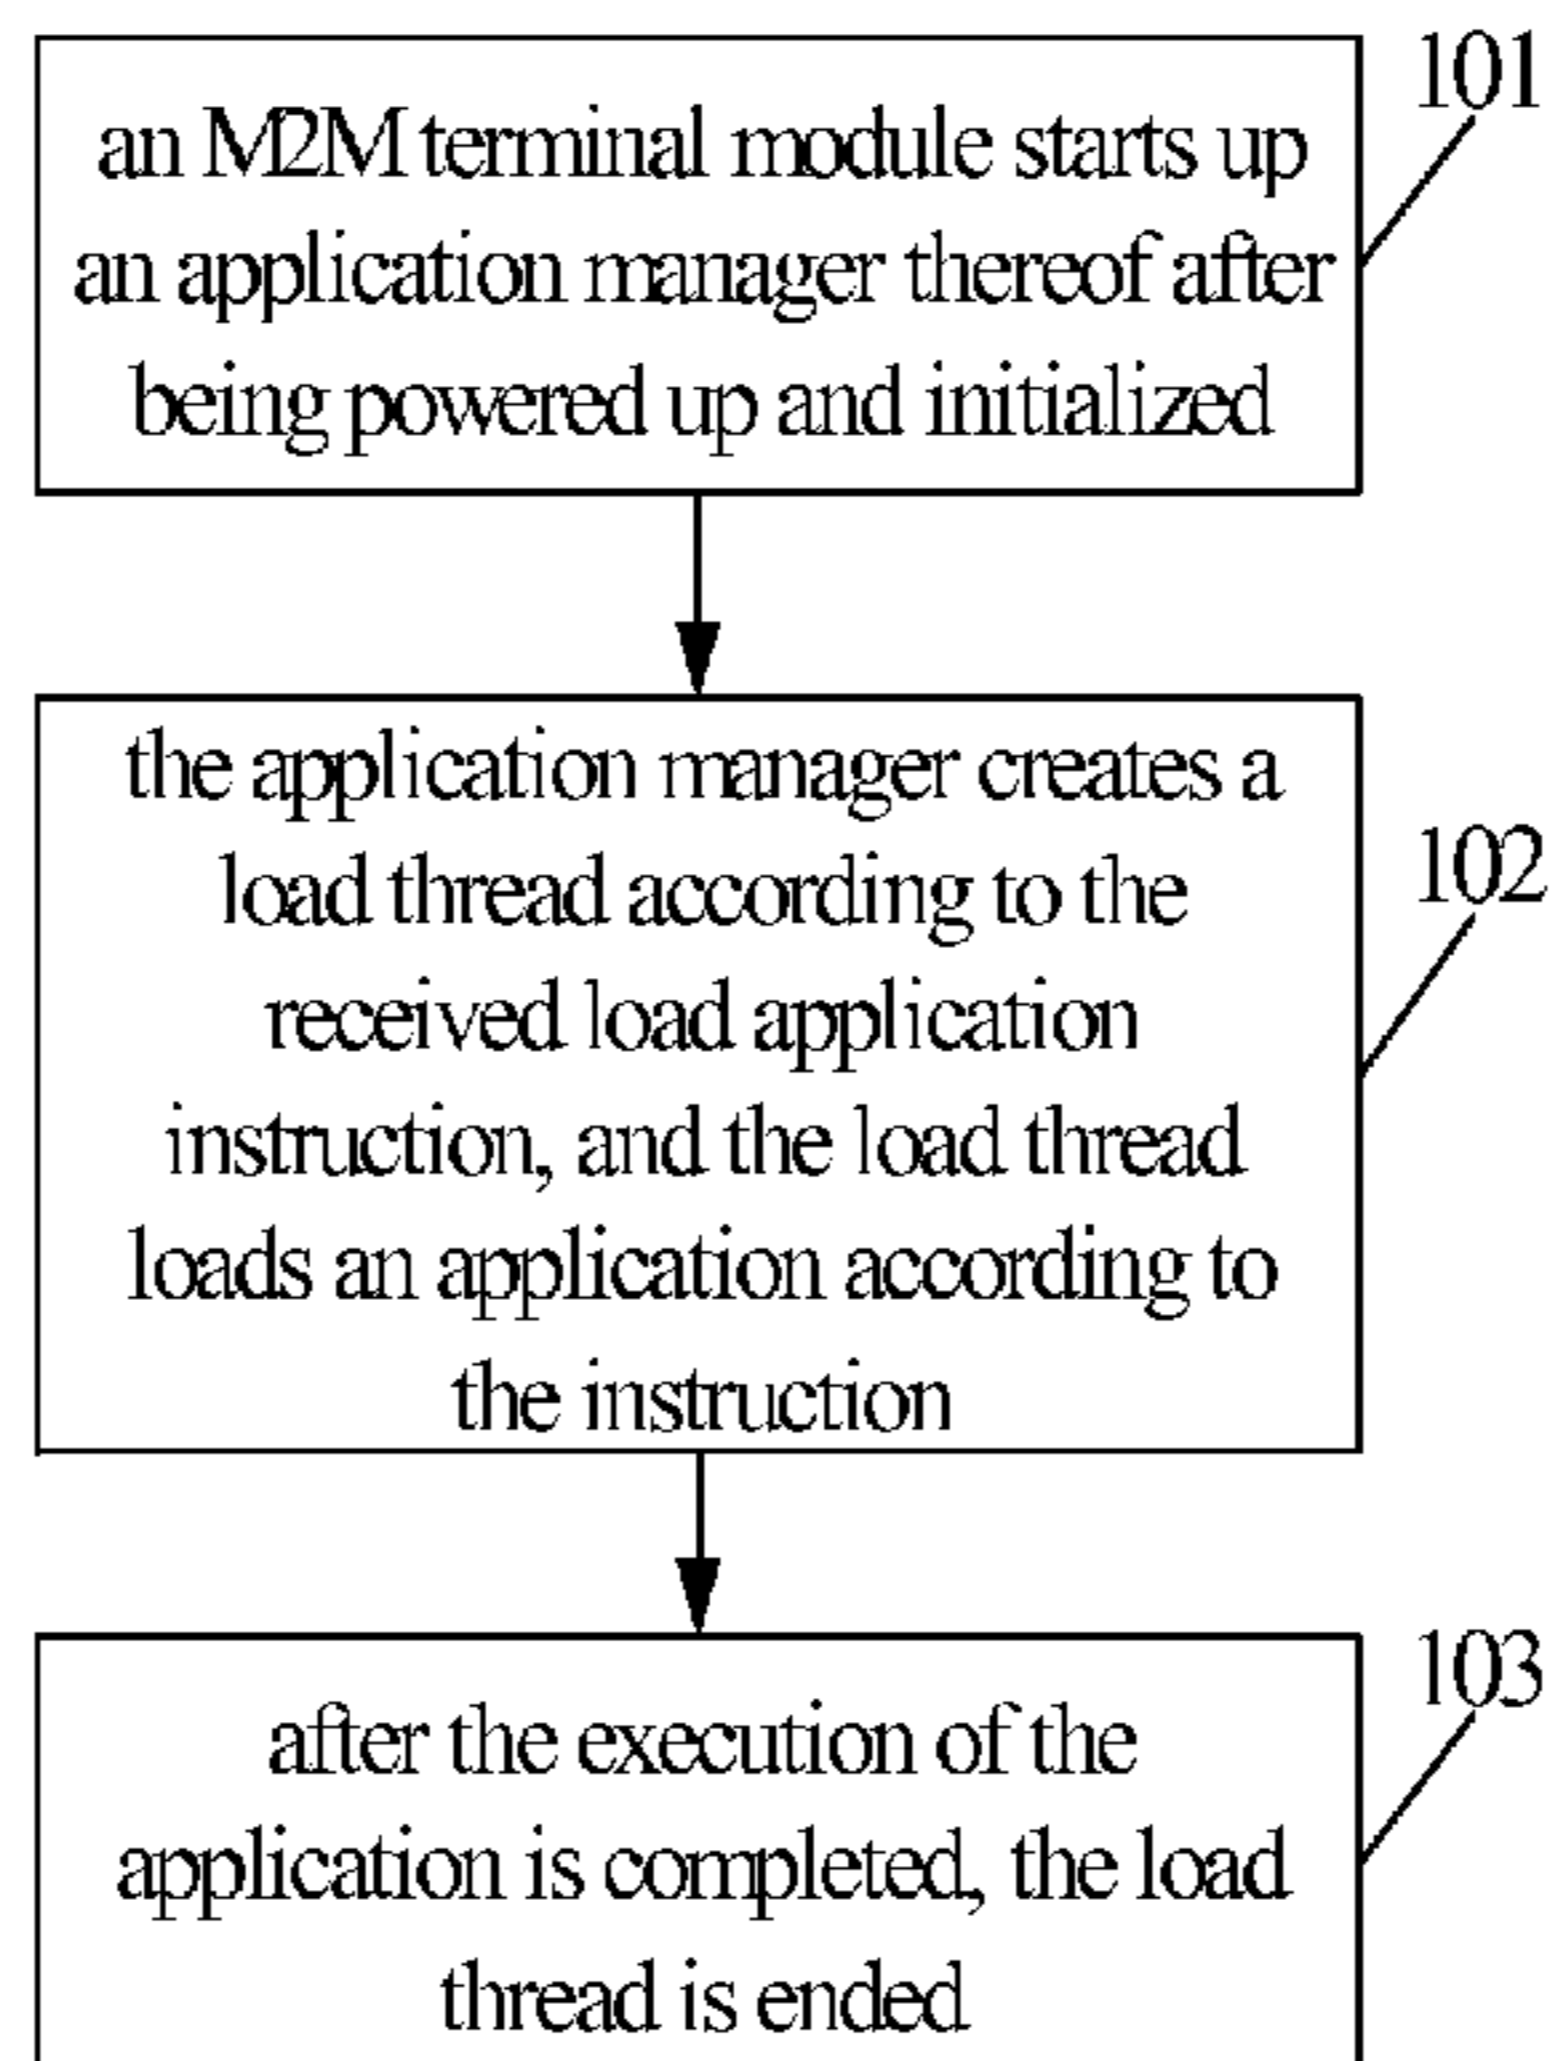 101
an M2M terminal module starts up
an application manager thereof after
being powered up and initialized
102
the application manager creates a
load thread according to the
received load application
instruction, and the load thread
loads an application according to
the instruction
103
after the execution of the
application is completed, the load
thread is ended